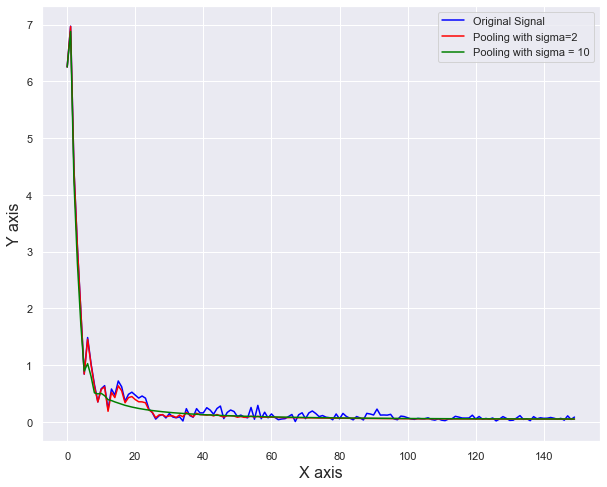 Original Signal
Pooling with sigma=2
Pooling with sigma = 10
7
6
5
4
3
2
1
0
Y axis
0 20 40 60 80 100 120 140
X axis